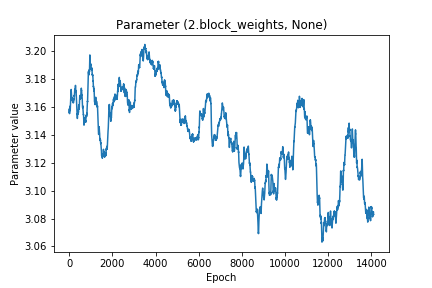 Parameter (2.block_weights, None)
3.20
3.18
3.16
3.14
3.12
3.10
3.08
3.06
Parameter value
0 2000 4000 6000 8000 10000 12000 14000
Epoch